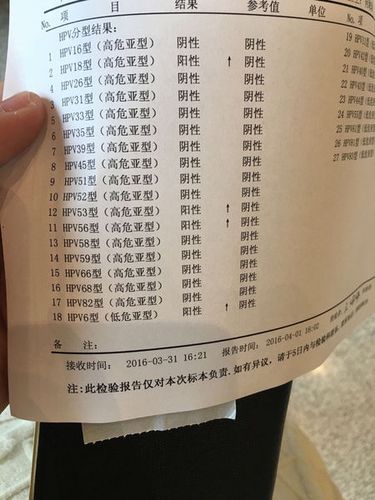 No. 项 目 结果 参考值 单位 No. 项
HPV分型结果:
1 HPV16型(高危亚型) 阴性 阴性
2 HPV18型(高危亚型) 阳性 ↑ 阴性
3 HPV26型(高危亚型) 阴性 阴性
4 HPV31型(高危亚型) 阴性 阴性
5 HPV33型(高危亚型) 阴性 阴性
6 HPV35型(高危亚型) 阴性 阴性
7 HPV39型(高危亚型) 阴性 阴性
8 HPV45型(高危亚型) 阴性 阴性
9 HPV51型(高危亚型) 阴性 阴性
10 HPV52型(高危亚型) 阴性 阴性
11 HPV53型(高危亚型) 阳性 ↑ 阴性
12 HPV56型(高危亚型) 阳性 ↑ 阴性
13 HPV58型(高危亚型) 阴性 阴性
14 HPV59型(高危亚型) 阴性 阴性
15 HPV66型(高危亚型) 阴性 阴性
16 HPV68型(高危亚型) 阴性 阴性
17 HPV82型(高危亚型) 阴性 阴性
18 HPV6型(低危亚型) 阳性 ↑ 阴性
19
20
21
22
23
24
25
26
27
备 注:
接收时间: 2016-03-31 16:21 报告时间: 2016-04-01 16:02
注:此检验报告仅对本次标本负责.如有异议,请于5日内与检验科